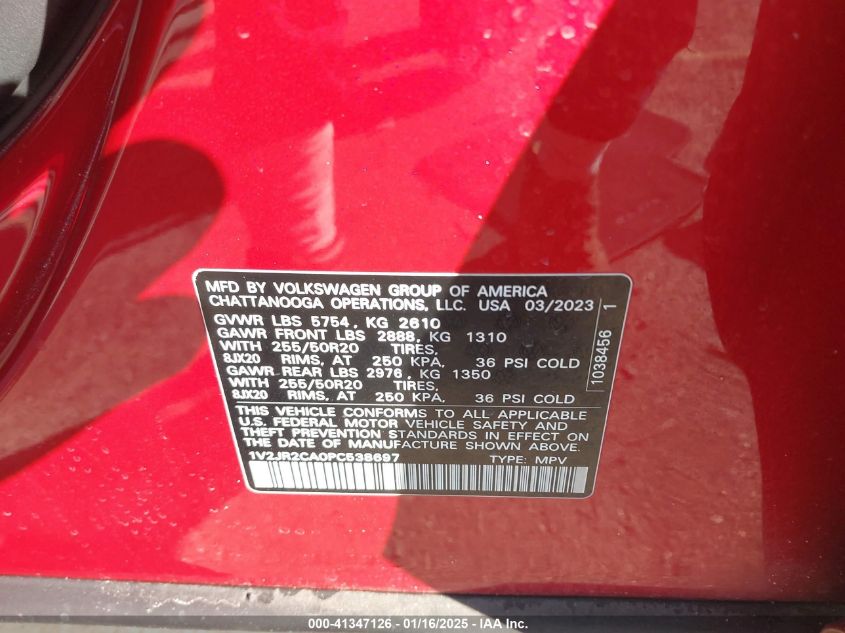 MFD BY VOLKSWAGEN GROUP OF AMERICA
CHATTANOOGA OPERATIONS, LLC. USA 03/2023
GVWR LBS 5754, KG 2610
GAWR FRONT LBS 2888, KG 1310
WITH 255/50R20 TIRES,
8JX20 RIMS, AT 250 KPA, 36 PSI COLD
GAWR REAR LBS 2976, KG 1350
WITH 255/50R20 TIRES,
8JX20 RIMS, AT 250 KPA, 36 PSI COLD
THIS VEHICLE CONFORMS TO ALL APPLICABLE
U.S. FEDERAL MOTOR VEHICLE SAFETY AND
THEFT PREVENTION STANDARDS IN EFFECT ON
THE DATE OF MANUFACTURE SHOWN ABOVE.
1V2JR2CA0PC538697 TYPE: MPV
1038456 1
000-41347126 - 01/16/2025 - IAA Inc.